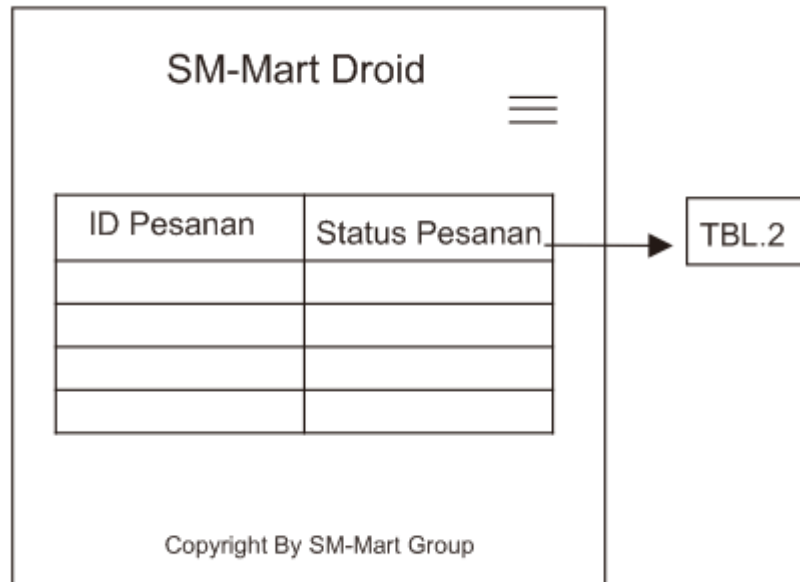 SM-Mart Droid
ID Pesanan
Status Pesanan
TBL.2
Copyright By SM-Mart Group